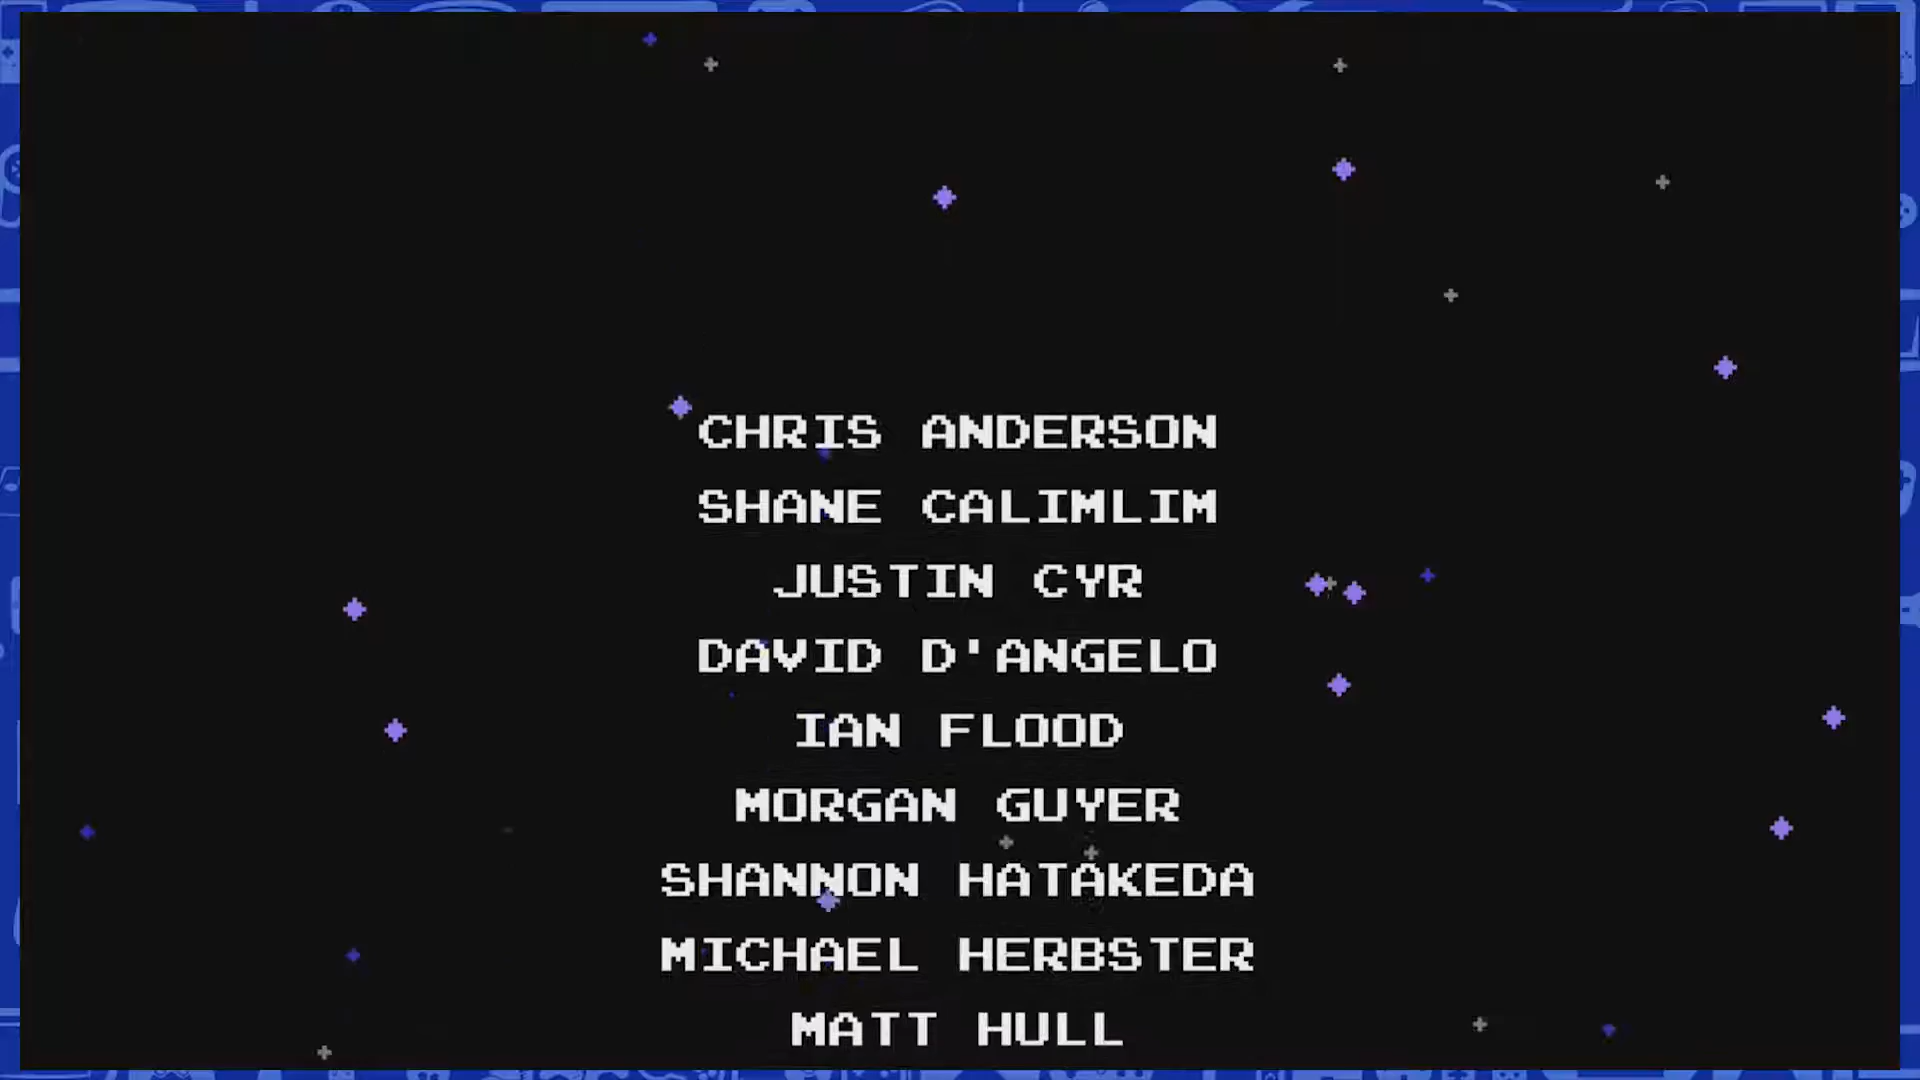 CHRIS ANDERSON
SHANE CALIMLIM
JUSTIN CYR
DAVID D'ANGELO
IAN FLOOD
MORGAN GUYER
SHANNON HATAKEDA
MICHAEL HERBSTER
MATT HULL